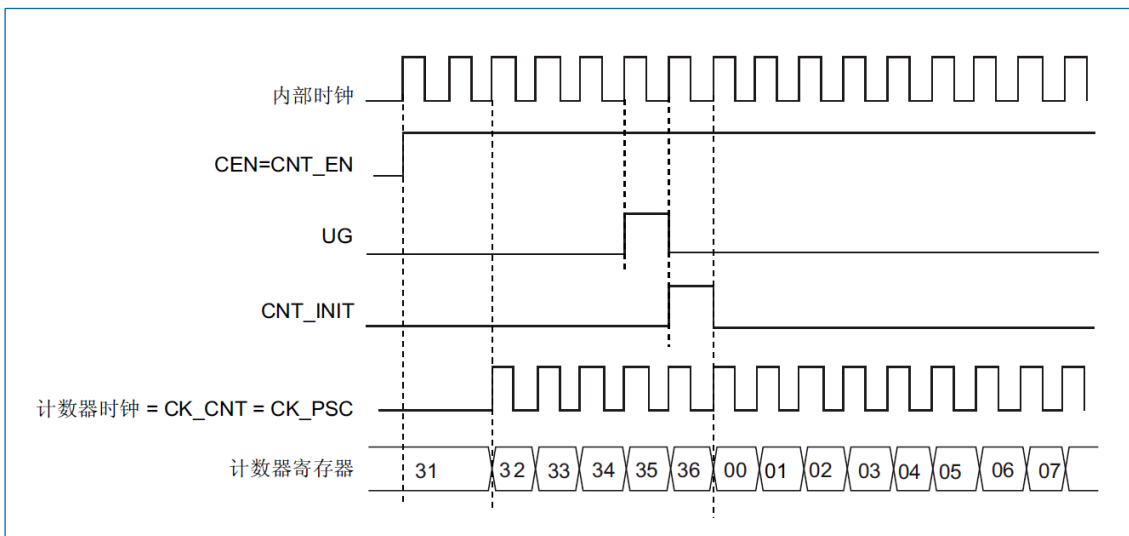 内部时钟
CEN=CNT_EN
UG
CNT_INIT
计数器时钟 = CK_CNT = CK_PSC
计数器寄存器 31 32 33 34 35 36 00 01 02 03 04 05 06 07